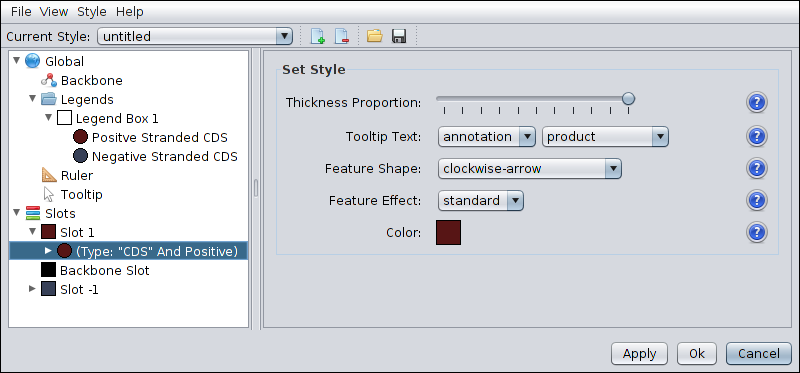 File View Style Help
Current Style: untitled
Global
Backbone
Legends
Legend Box 1
Positve Stranded CDS
Negative Stranded CDS
Ruler
Tooltip
Slots
Slot 1
(Type: "CDS" And Positive)
Backbone Slot
Slot -1
Set Style
Thickness Proportion: ?
Tooltip Text: annotation product ?
Feature Shape: clockwise-arrow ?
Feature Effect: standard ?
Color: ?
Apply Ok Cancel